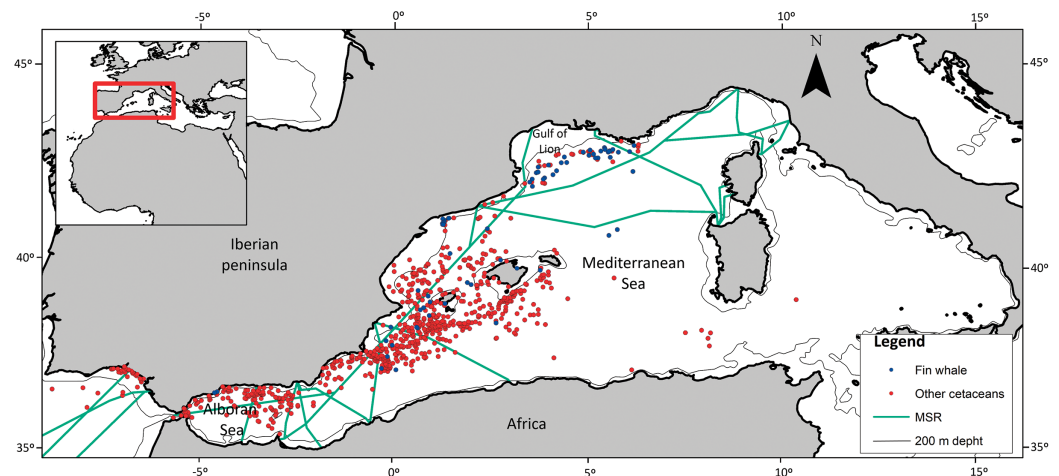 -5º 0º 5º 10º 15º
45º
45º
N
Gulf of
Lion
Iberian
peninsula
40º
40º
Mediterranean
Sea
Legend
Fin whale
Other cetaceans
MSR
200 m depht
Alboran
Sea
Africa
35º
35º
-5º 0º 5º 10º 15º